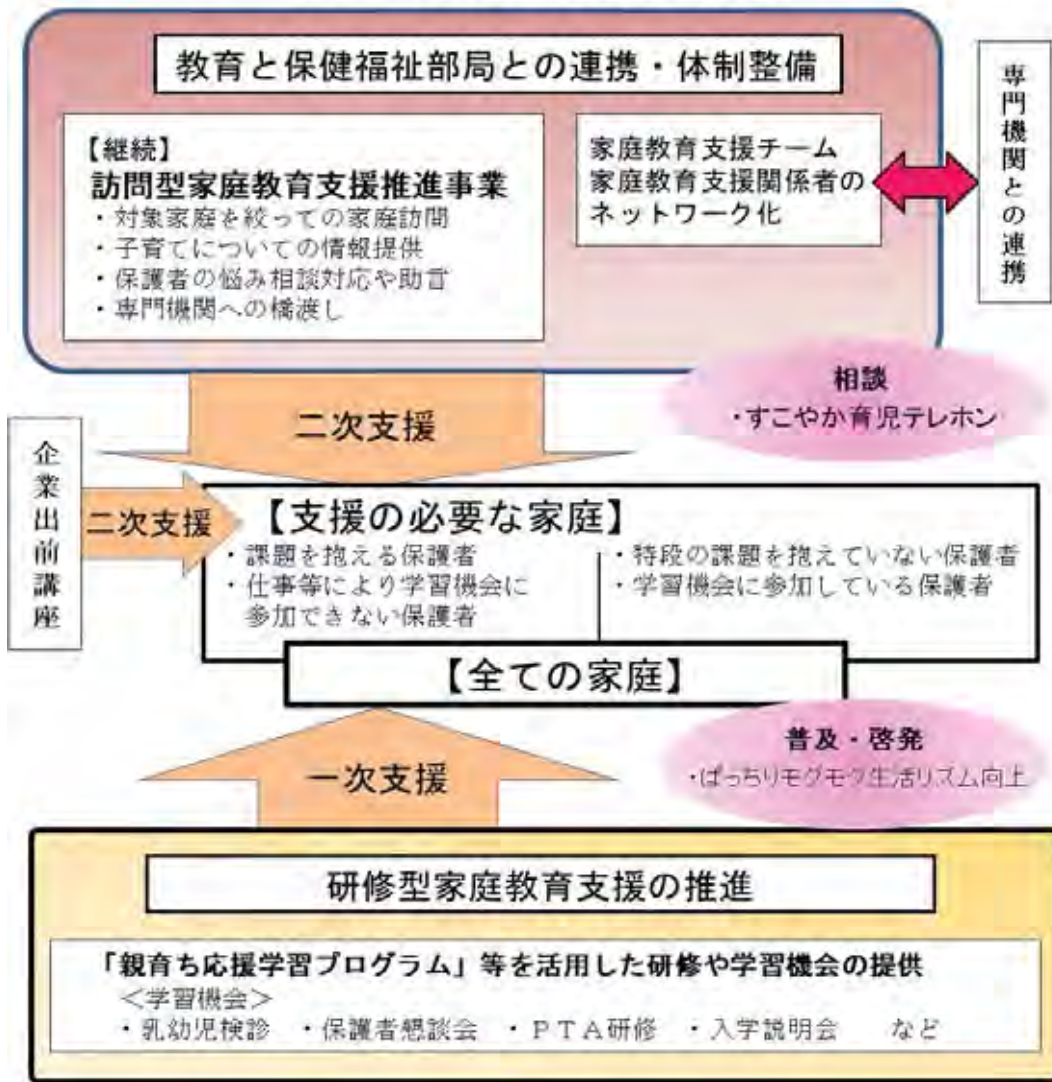 教育と保健福祉部局との連携・体制整備
【継続】
訪問型家庭教育支援推進事業
・対象家庭を絞っての家庭訪問
・子育てについての情報提供
・保護者の悩み相談対応や助言
・専門機関への橋渡し
家庭教育支援チーム
家庭教育支援関係者の
ネットワーク化
専門機関との連携
相談
・すこやか育児テレホン
二次支援
企業出前講座
二次支援
【支援の必要な家庭】
・課題を抱える保護者
・仕事等により学習機会に
参加できない保護者
・特段の課題を抱えていない保護者
・学習機会に参加している保護者
【全ての家庭】
普及・啓発
・ぱっちりモグモグ生活リズム向上
一次支援
研修型家庭教育支援の推進
「親育ち応援学習プログラム」等を活用した研修や学習機会の提供
＜学習機会＞
・乳幼児検診 ・保護者懇談会 ・ＰＴＡ研修 ・入学説明会 など